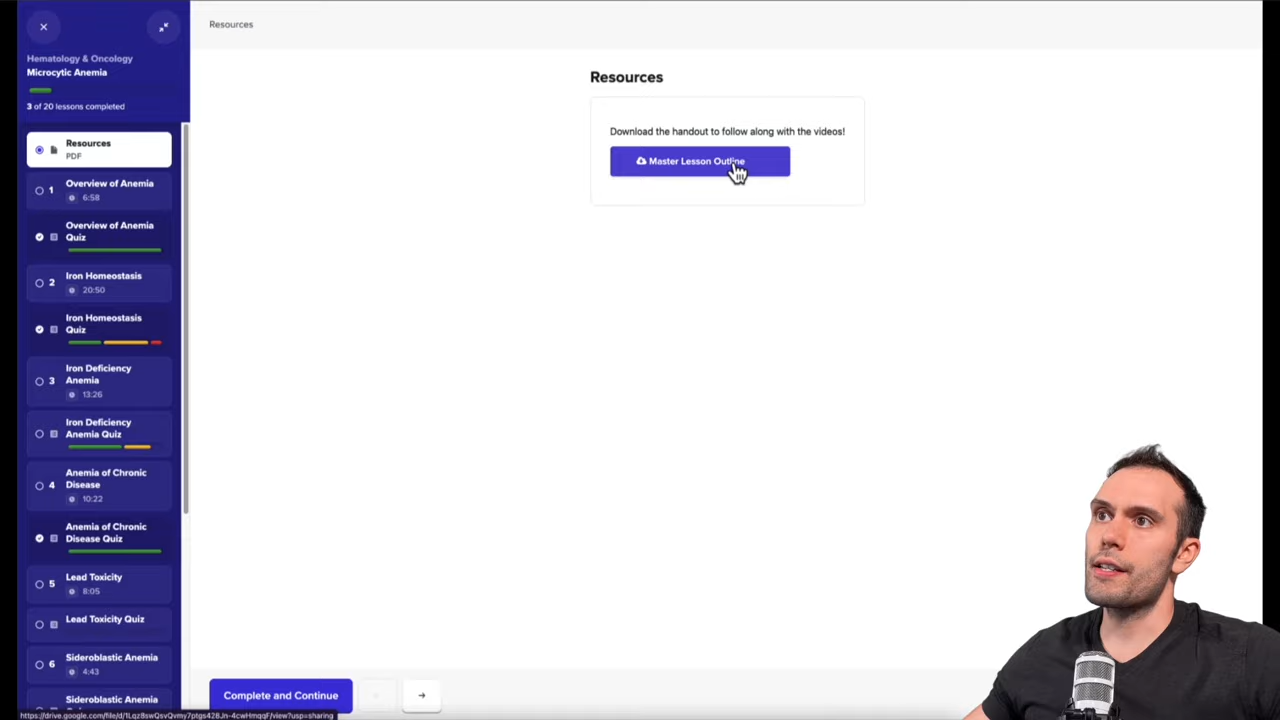 Resources
Hematology & Oncology
Microcytic Anemia
3 of 20 lessons completed
Resources
PDF
1 Overview of Anemia
6:58
Overview of Anemia
Quiz
2 Iron Homeostasis
20:50
Iron Homeostasis
Quiz
3 Iron Deficiency
Anemia
13:26
Iron Deficiency
Anemia Quiz
4 Anemia of Chronic
Disease
10:22
Anemia of Chronic
Disease Quiz
5 Lead Toxicity
8:05
Lead Toxicity Quiz
6 Sideroblastic Anemia
4:43
Sideroblastic Anemia
Resources
Download the handout to follow along with the videos!
Master Lesson Outline
Complete and Continue